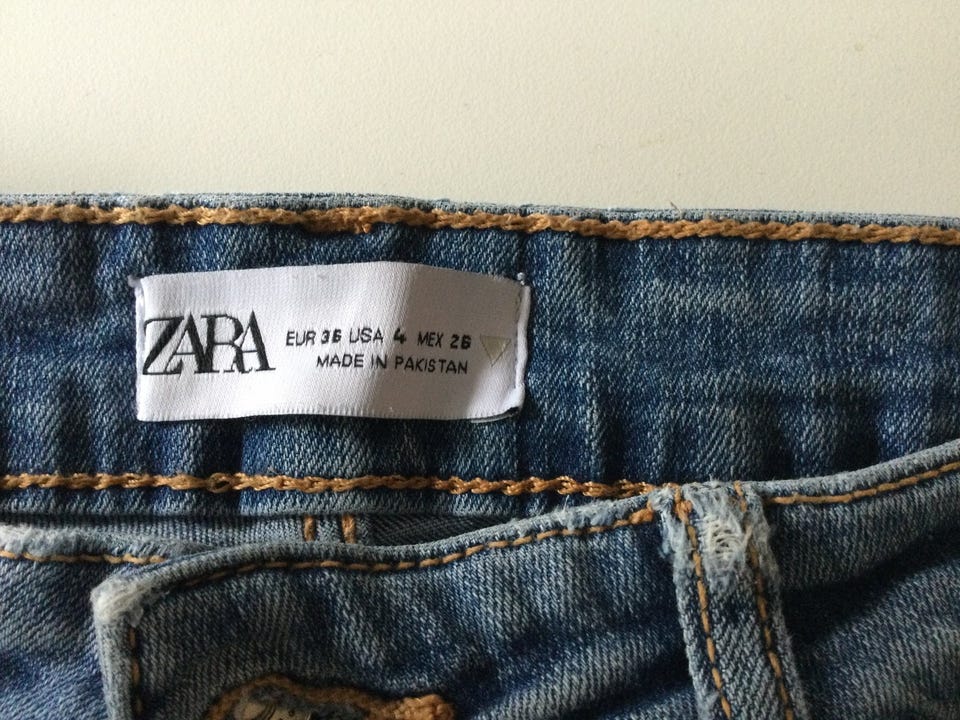 ZARA
EUR 36 USA 4 MEX 26
MADE IN PAKISTAN